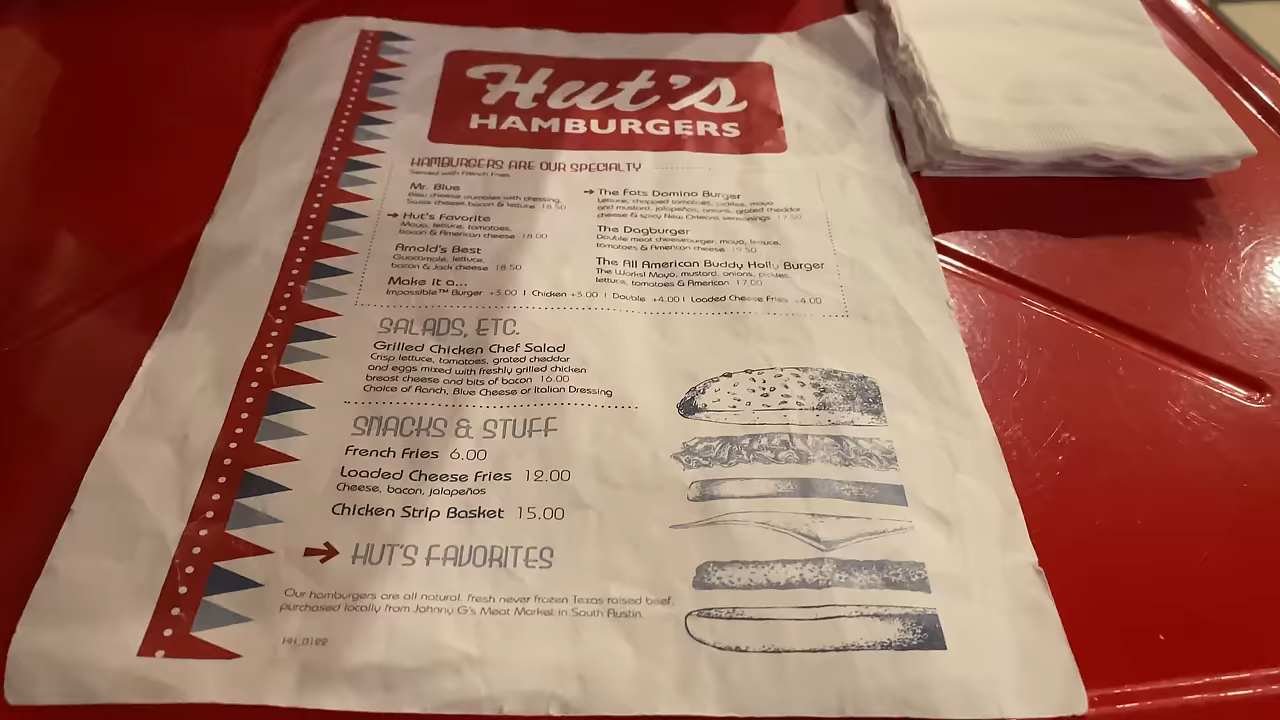 Hut's
HAMBURGERS
HAMBURGERS ARE OUR SPECIALTY
Served with French Fries
Mr. Blue
Bleu cheese crumbles with dressing,
Swiss cheese, bacon & lettuce 18.50
→ Hut's Favorite
Mayo, lettuce, tomatoes,
bacon & American cheese 18.00
Arnold's Best
Guacamole, lettuce,
bacon & Jack cheese 18.50
→ The Fats Domino Burger
Lettuce, chopped tomatoes, pickles, mayo
and mustard, jalapeños, onions, grated cheddar
cheese & spicy New Orleans seasonings 17.50
The Dagburger
Double meat cheeseburger, mayo, lettuce,
tomatoes & American cheese 19.50
The All American Buddy Holly Burger
The Works! Mayo, mustard, onions, pickles,
lettuce, tomatoes & American 17.00
Make it a...
Impossible™ Burger +3.00 | Chicken +3.00 | Double +4.00 | Loaded Cheese Fries +4.00
SALADS, ETC.
Grilled Chicken Chef Salad
Crisp lettuce, tomatoes, grated cheddar
and eggs mixed with freshly grilled chicken
breast cheese and bits of bacon 16.00
Choice of Ranch, Blue Cheese or Italian Dressing
SNACKS & STUFF
French Fries 6.00
Loaded Cheese Fries 12.00
Cheese, bacon, jalapeños
Chicken Strip Basket 15.00
→ HUT'S FAVORITES
Our hamburgers are all natural, fresh never frozen Texas raised beef,
purchased locally from Johnny G's Meat Market in South Austin.
HH_0122